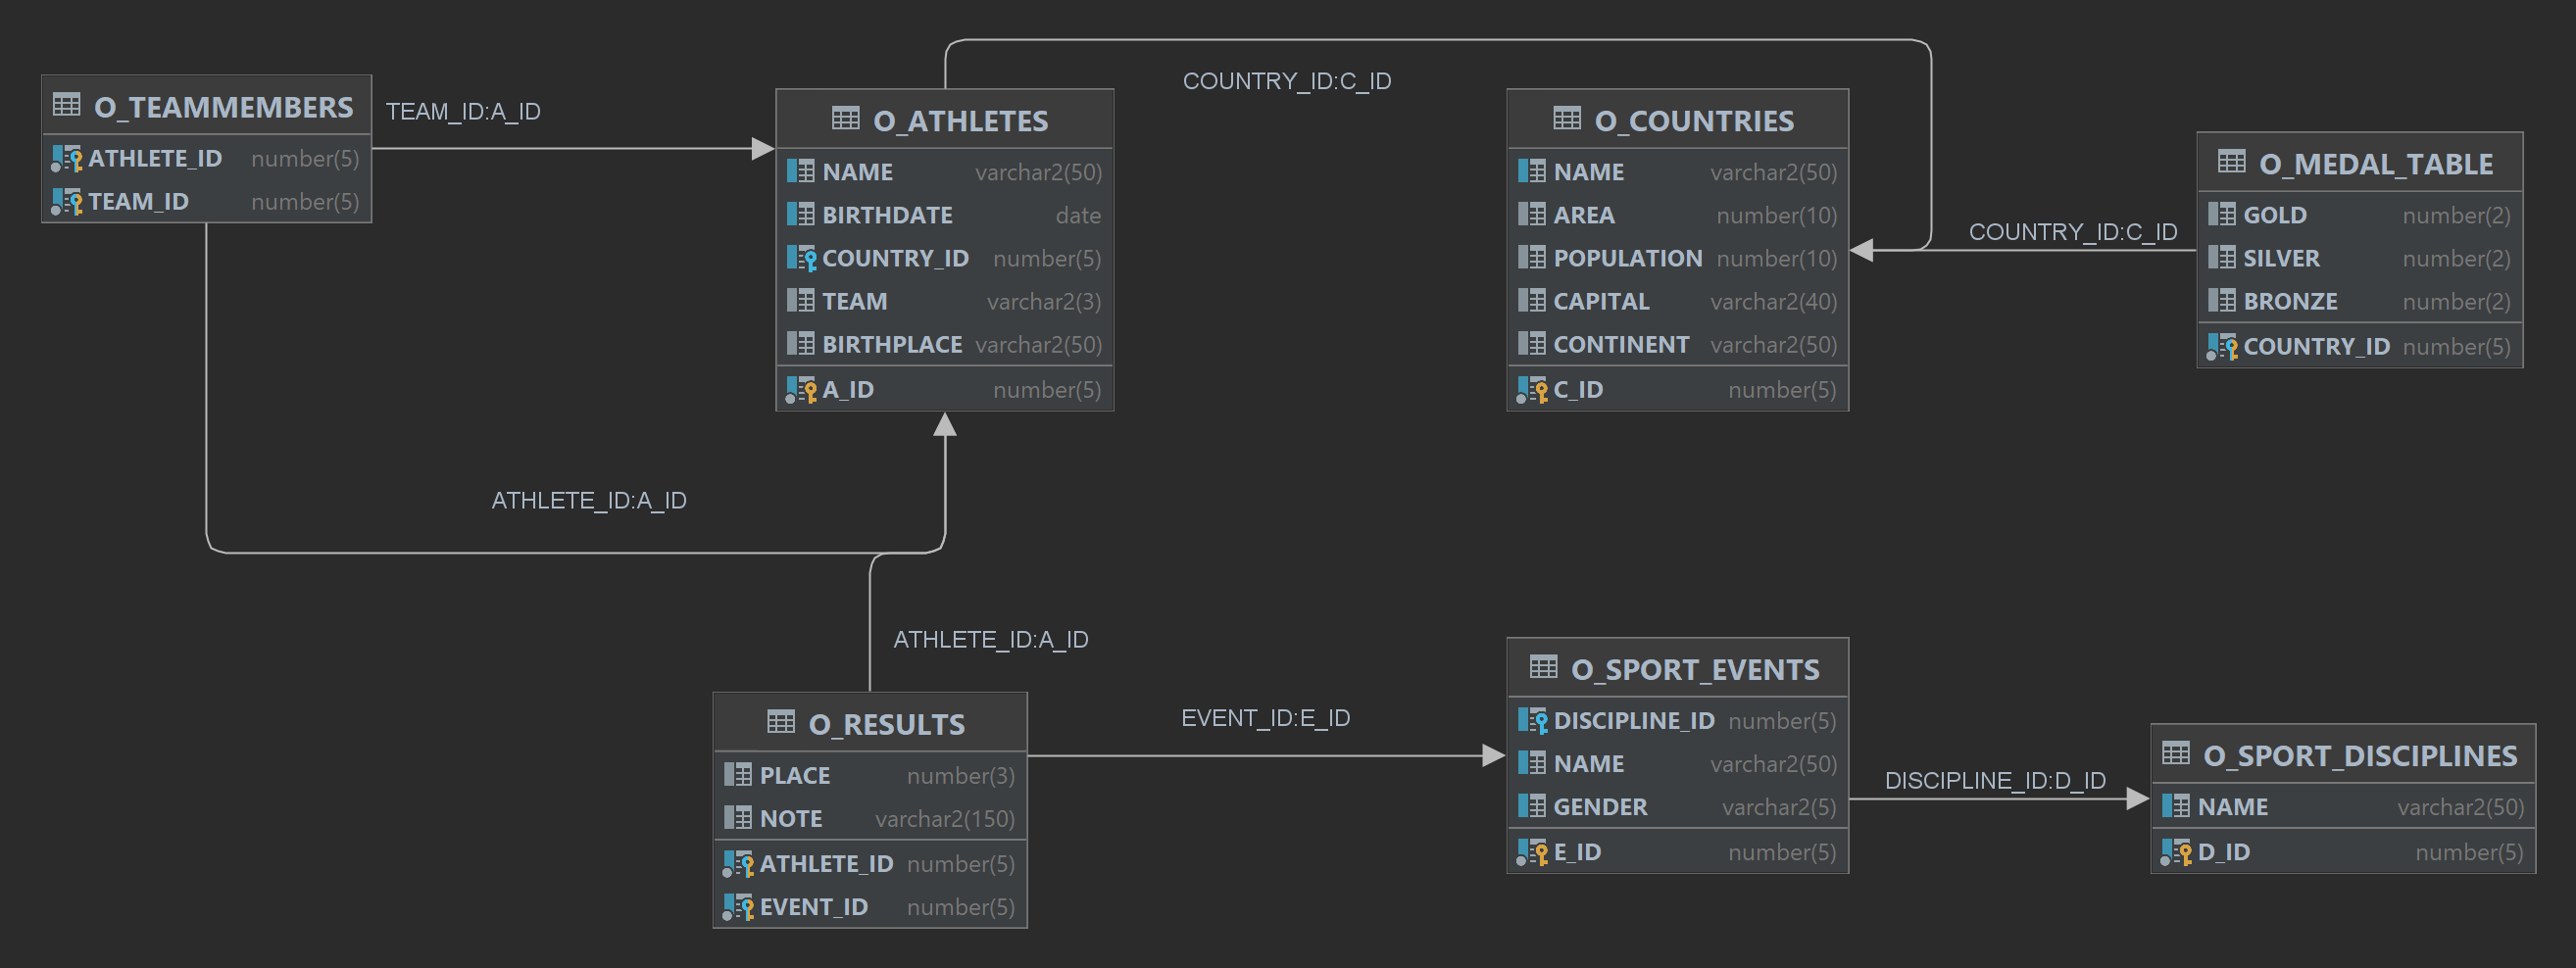 O_TEAMMEMBERS
ATHLETE_ID number(5)
TEAM_ID number(5)
TEAM_ID:A_ID
O_ATHLETES
NAME varchar2(50)
BIRTHDATE date
COUNTRY_ID number(5)
TEAM varchar2(3)
BIRTHPLACE varchar2(50)
A_ID number(5)
COUNTRY_ID:C_ID
O_COUNTRIES
NAME varchar2(50)
AREA number(10)
POPULATION number(10)
CAPITAL varchar2(40)
CONTINENT varchar2(50)
C_ID number(5)
COUNTRY_ID:C_ID
O_MEDAL_TABLE
GOLD number(2)
SILVER number(2)
BRONZE number(2)
COUNTRY_ID number(5)
ATHLETE_ID:A_ID
ATHLETE_ID:A_ID
O_RESULTS
PLACE number(3)
NOTE varchar2(150)
ATHLETE_ID number(5)
EVENT_ID number(5)
EVENT_ID:E_ID
O_SPORT_EVENTS
DISCIPLINE_ID number(5)
NAME varchar2(50)
GENDER varchar2(5)
E_ID number(5)
DISCIPLINE_ID:D_ID
O_SPORT_DISCIPLINES
NAME varchar2(50)
D_ID number(5)